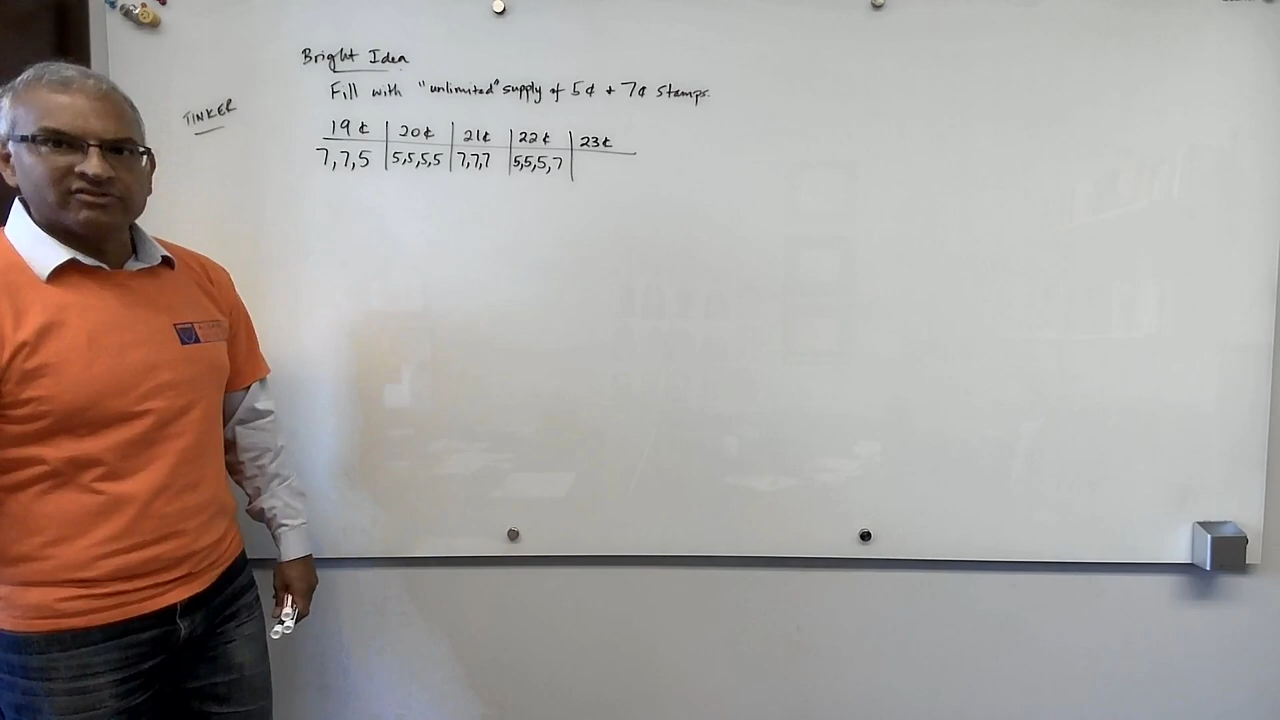 Bright Idea
Fill with "unlimited" supply of 5¢ + 7¢ stamps.
TINKER
19¢ 20¢ 21¢ 22¢ 23¢
7,7,5 5,5,5,5 7,7,7 5,5,5,7